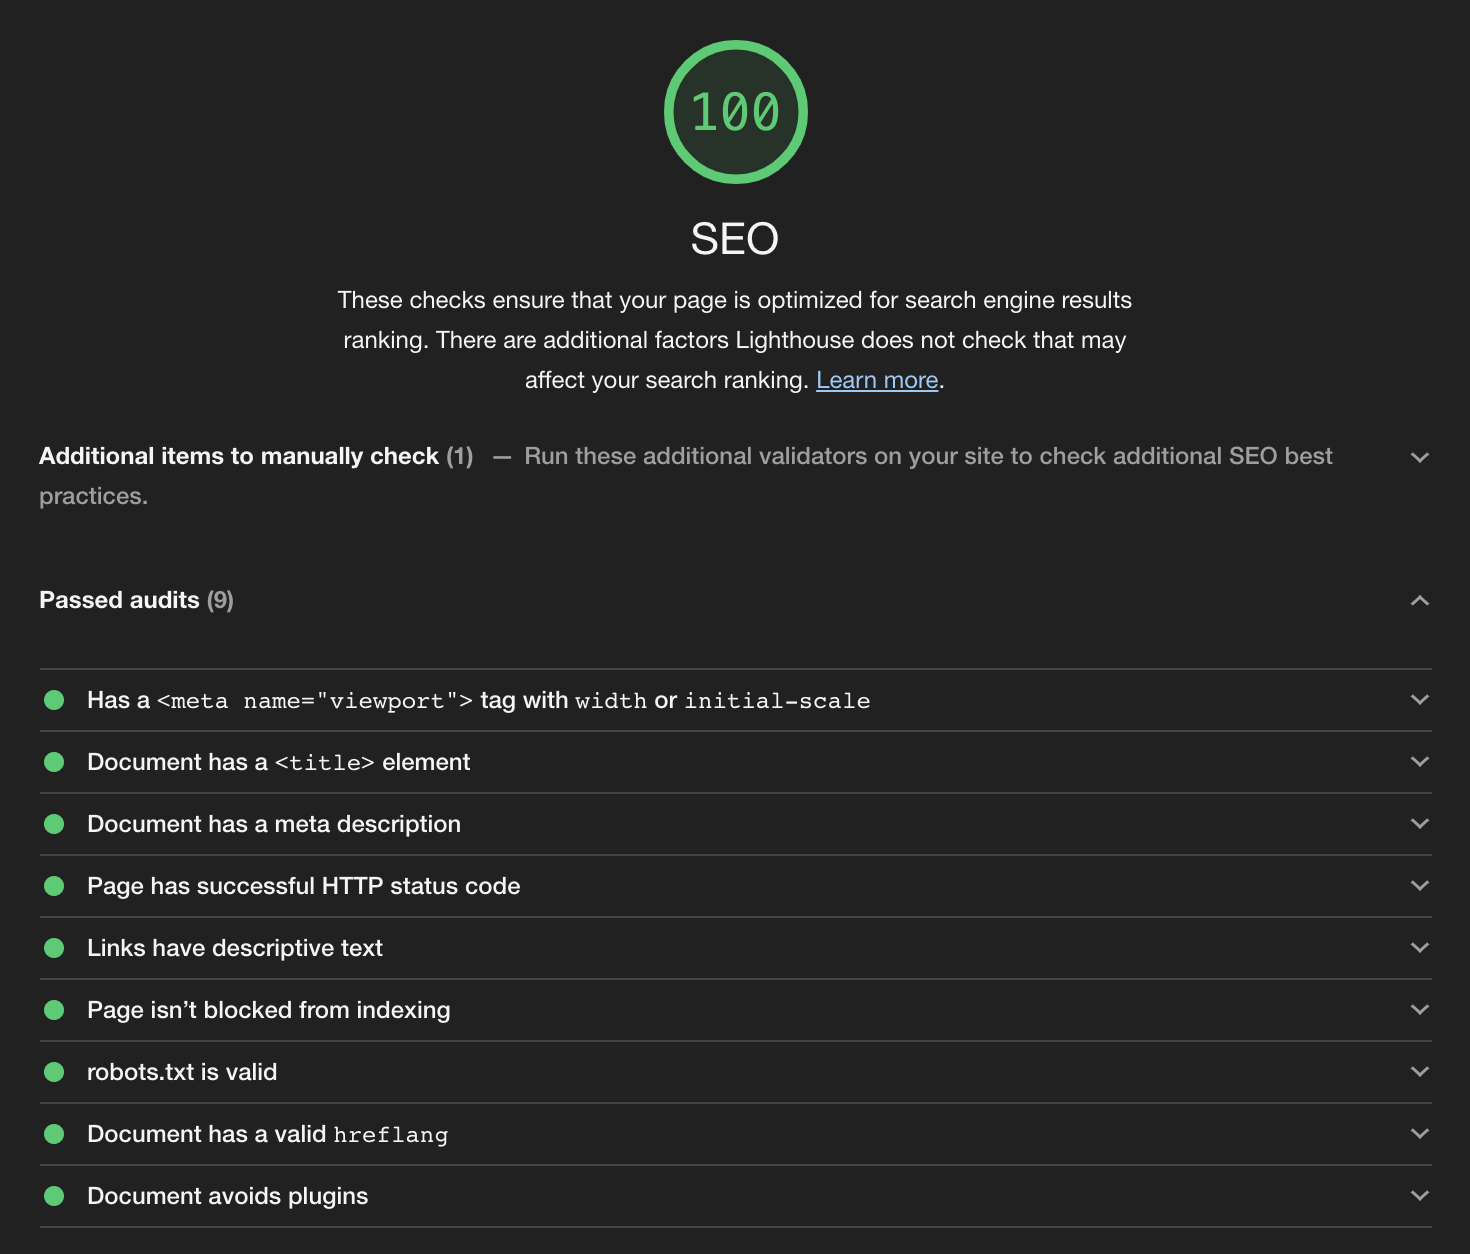 100
SEO
These checks ensure that your page is optimized for search engine results
ranking. There are additional factors Lighthouse does not check that may
affect your search ranking. Learn more.
Additional items to manually check (1) — Run these additional validators on your site to check additional SEO best
practices.
Passed audits (9)
Has a <meta name="viewport"> tag with width or initial-scale
Document has a <title> element
Document has a meta description
Page has successful HTTP status code
Links have descriptive text
Page isn’t blocked from indexing
robots.txt is valid
Document has a valid hreflang
Document avoids plugins